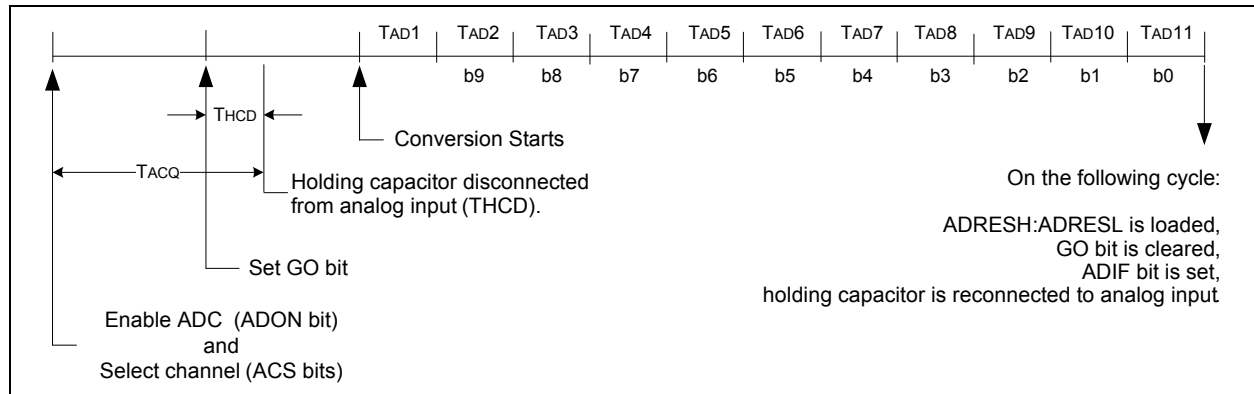 TAD1 TAD2 TAD3 TAD4 TAD5 TAD6 TAD7 TAD8 TAD9 TAD10 TAD11
b9 b8 b7 b6 b5 b4 b3 b2 b1 b0
THCD
Conversion Starts
TACQ
Holding capacitor disconnected
from analog input (THCD).
Set GO bit
Enable ADC (ADON bit)
and
Select channel (ACS bits)
On the following cycle:
ADRESH:ADRESL is loaded,
GO bit is cleared,
ADIF bit is set,
holding capacitor is reconnected to analog input